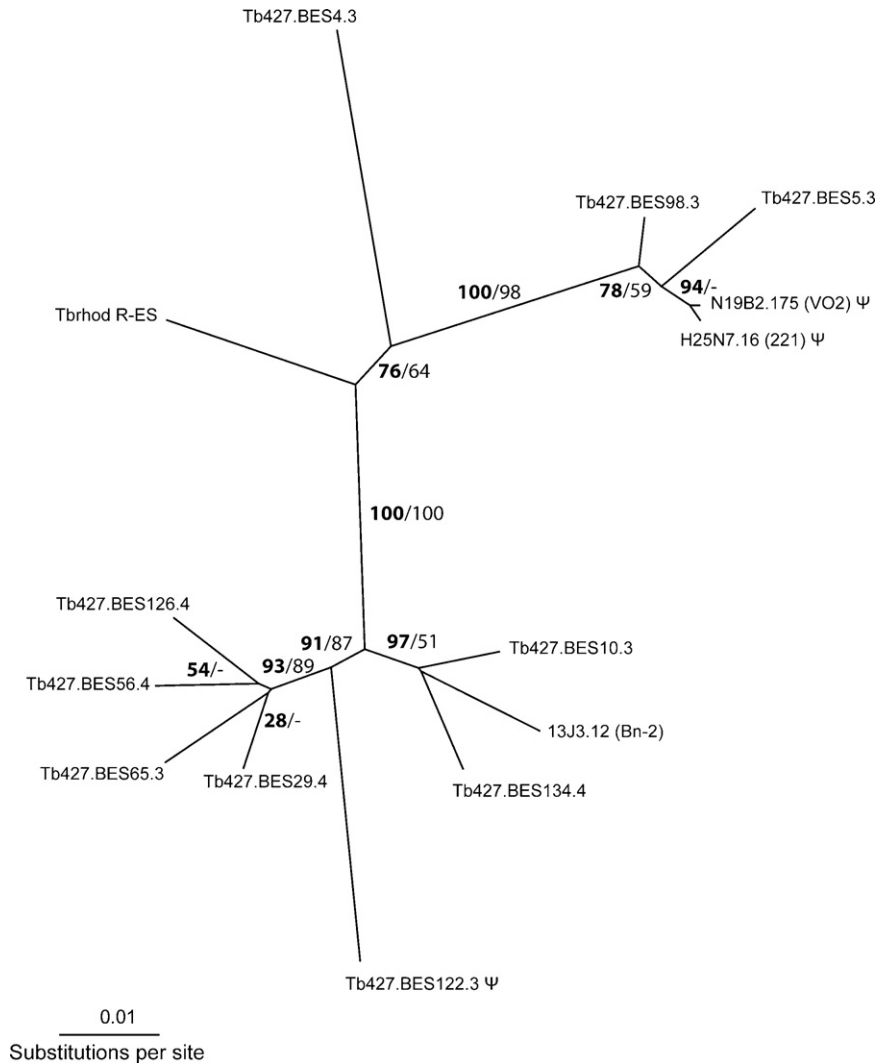 Tb427.BES4.3
Tb427.BES98.3
Tb427.BES5.3
100/98
78/59
94/-
N19B2.175 (VO2) Ψ
H25N7.16 (221) Ψ
Tbrhod R-ES
76/64
100/100
Tb427.BES126.4
91/87
97/51
Tb427.BES10.3
54/-
93/89
Tb427.BES56.4
28/-
13J3.12 (Bn-2)
Tb427.BES65.3
Tb427.BES29.4
Tb427.BES134.4
Tb427.BES122.3 Ψ
0.01
Substitutions per site